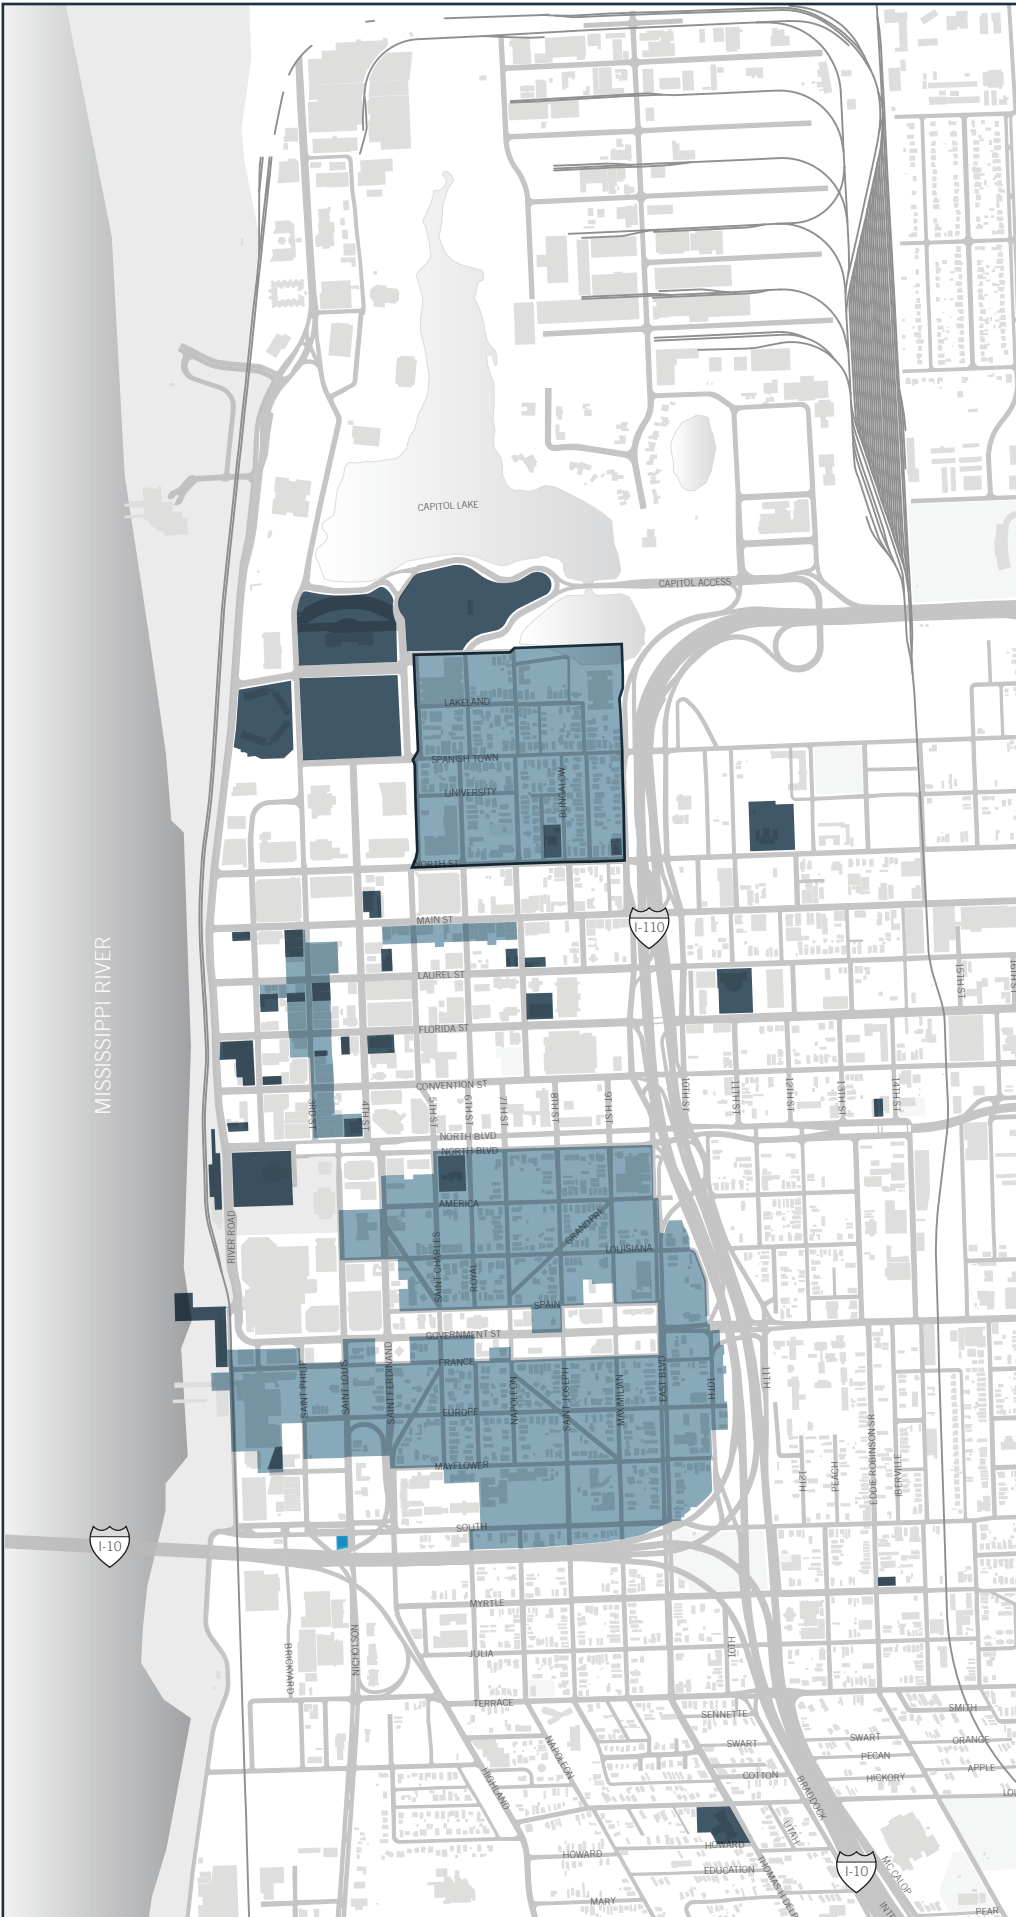 CAPITOL LAKE
CAPITOL ACCESS
LAKELAND
SPANISH TOWN
UNIVERSITY
BUNGALOW
NORTH ST
MAIN ST
I-110
LAUREL ST
15TH ST
16TH ST
FLORIDA ST
MISSISSIPPI RIVER
CONVENTION ST
3RD ST
4TH ST
5TH ST
6TH ST
7TH ST
8TH ST
9TH ST
10TH ST
11TH ST
12TH ST
13TH ST
14TH ST
NORTH BLVD
NORTH BLVD
AMERICA
RIVER ROAD
SAINT CHARLES
ROYAL
GRANDPRE
LOUISIANA
SPAIN
GOVERNMENT ST
FRANCE
SAINT PHILIP
SAINT LOUIS
SAINT FERDINAND
NAPOLEON
SAINT JOSEPH
MAXIMILIAN
EAST BLVD
10TH
11TH
EUROPE
MAYFLOWER
12TH
PEACH
EDDIE ROBINSON SR
IBERVILLE
SOUTH
I-10
MYRTLE
BRICKYARD
NICHOLSON
JULIA
10TH
TERRACE
SENNETTE
SMITH
SWART
SWART
ORANGE
NAPOLEON
PECAN
APPLE
HIGHLAND
COTTON
HICKORY
BRADDOCK
UTAH
HOWARD
HOWARD
I-10
MC CALOP
EDUCATION
MARY
PEAR